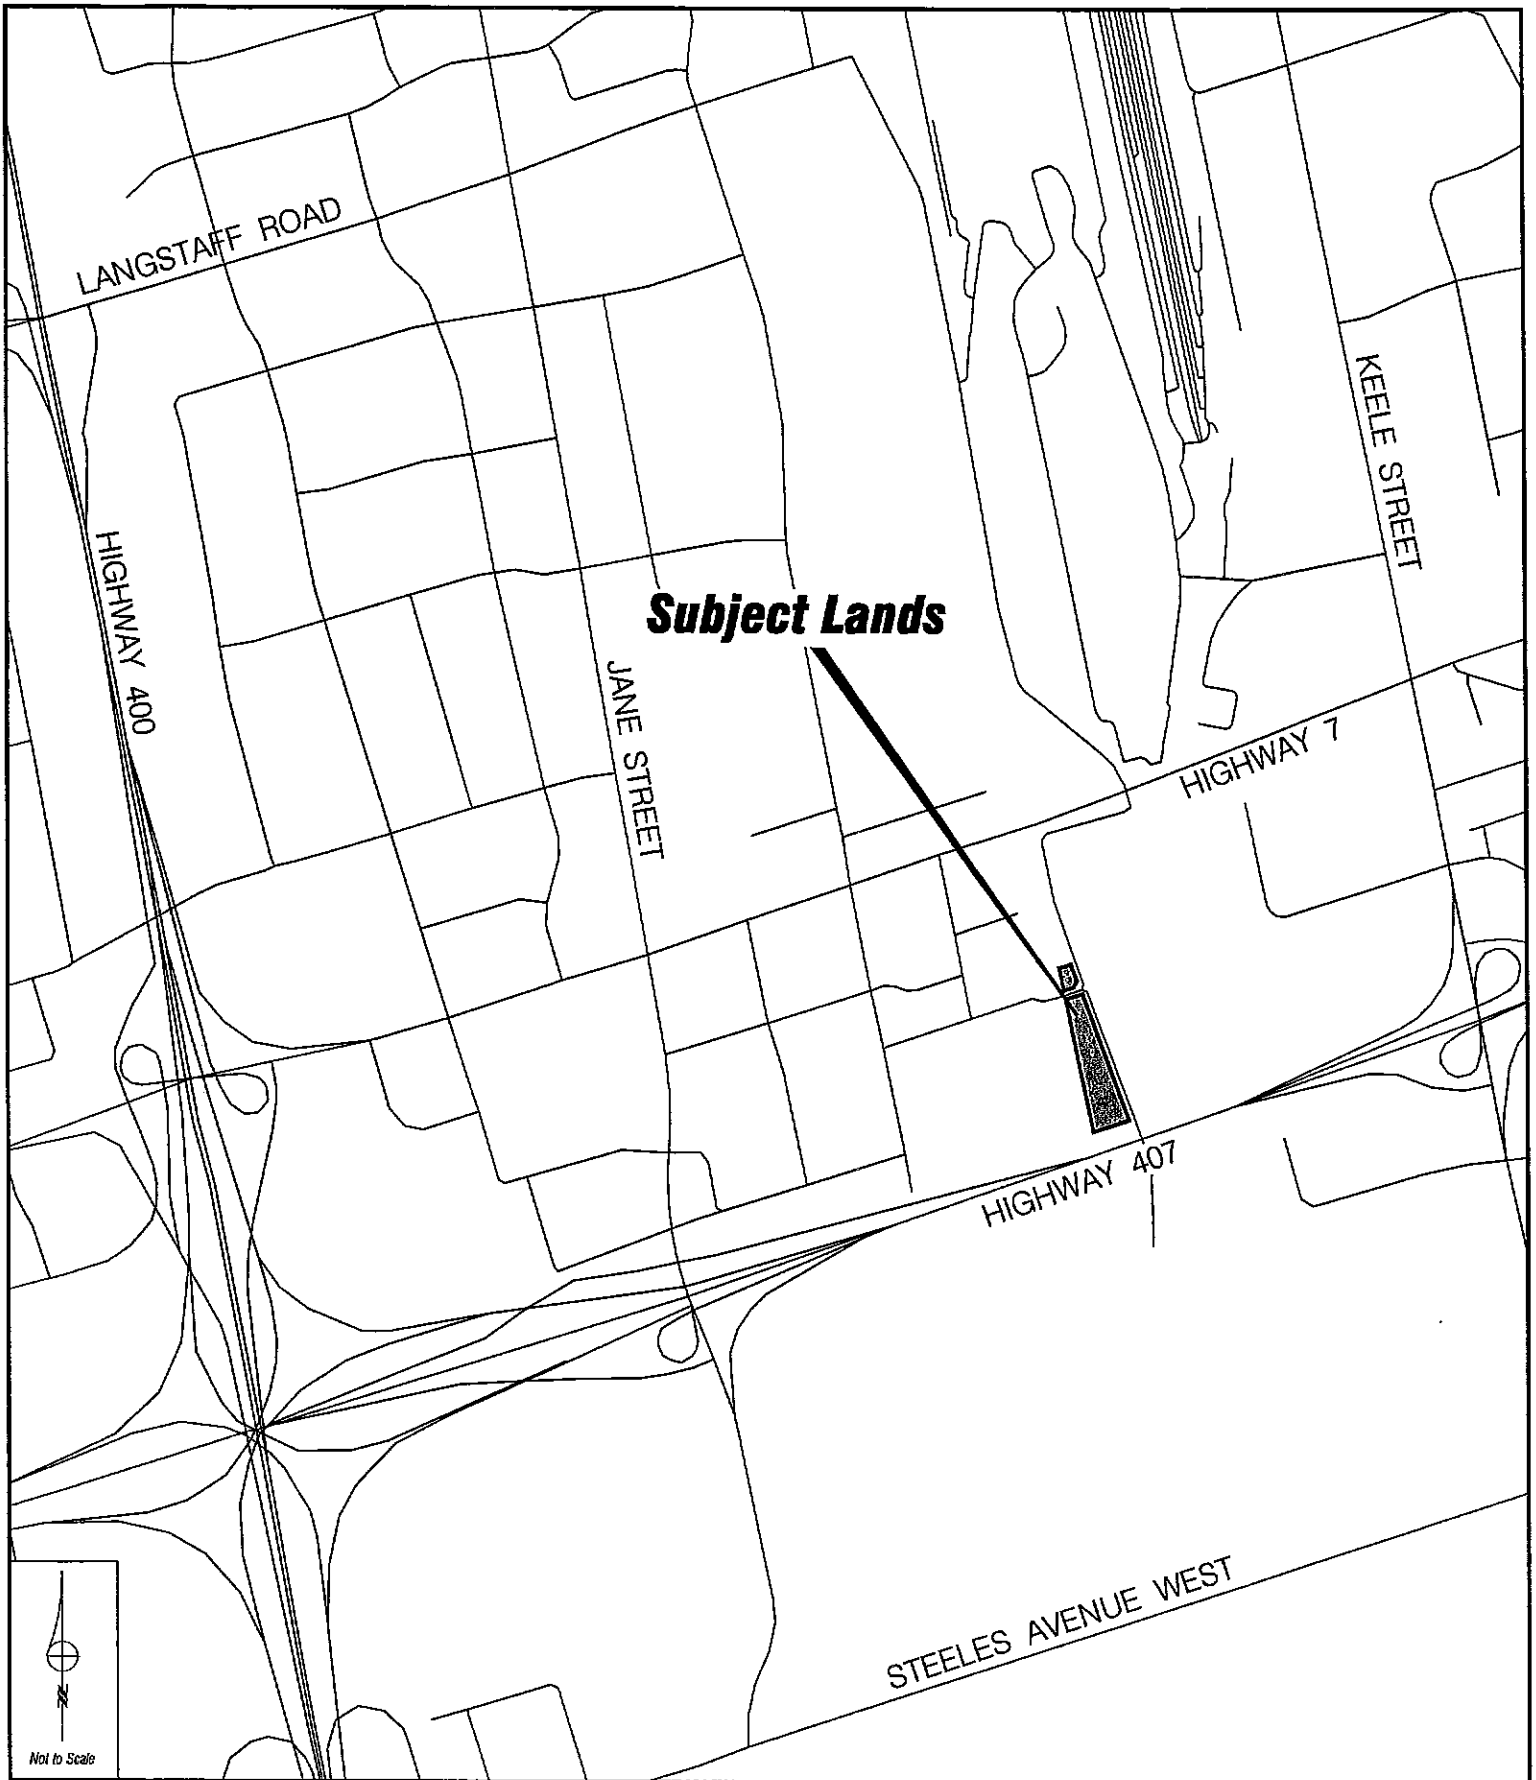 LANGSTAFF ROAD
KEELE STREET
HIGHWAY 400
Subject Lands
JANE STREET
HIGHWAY 7
HIGHWAY 407
STEELES AVENUE WEST
N
Not to Scale